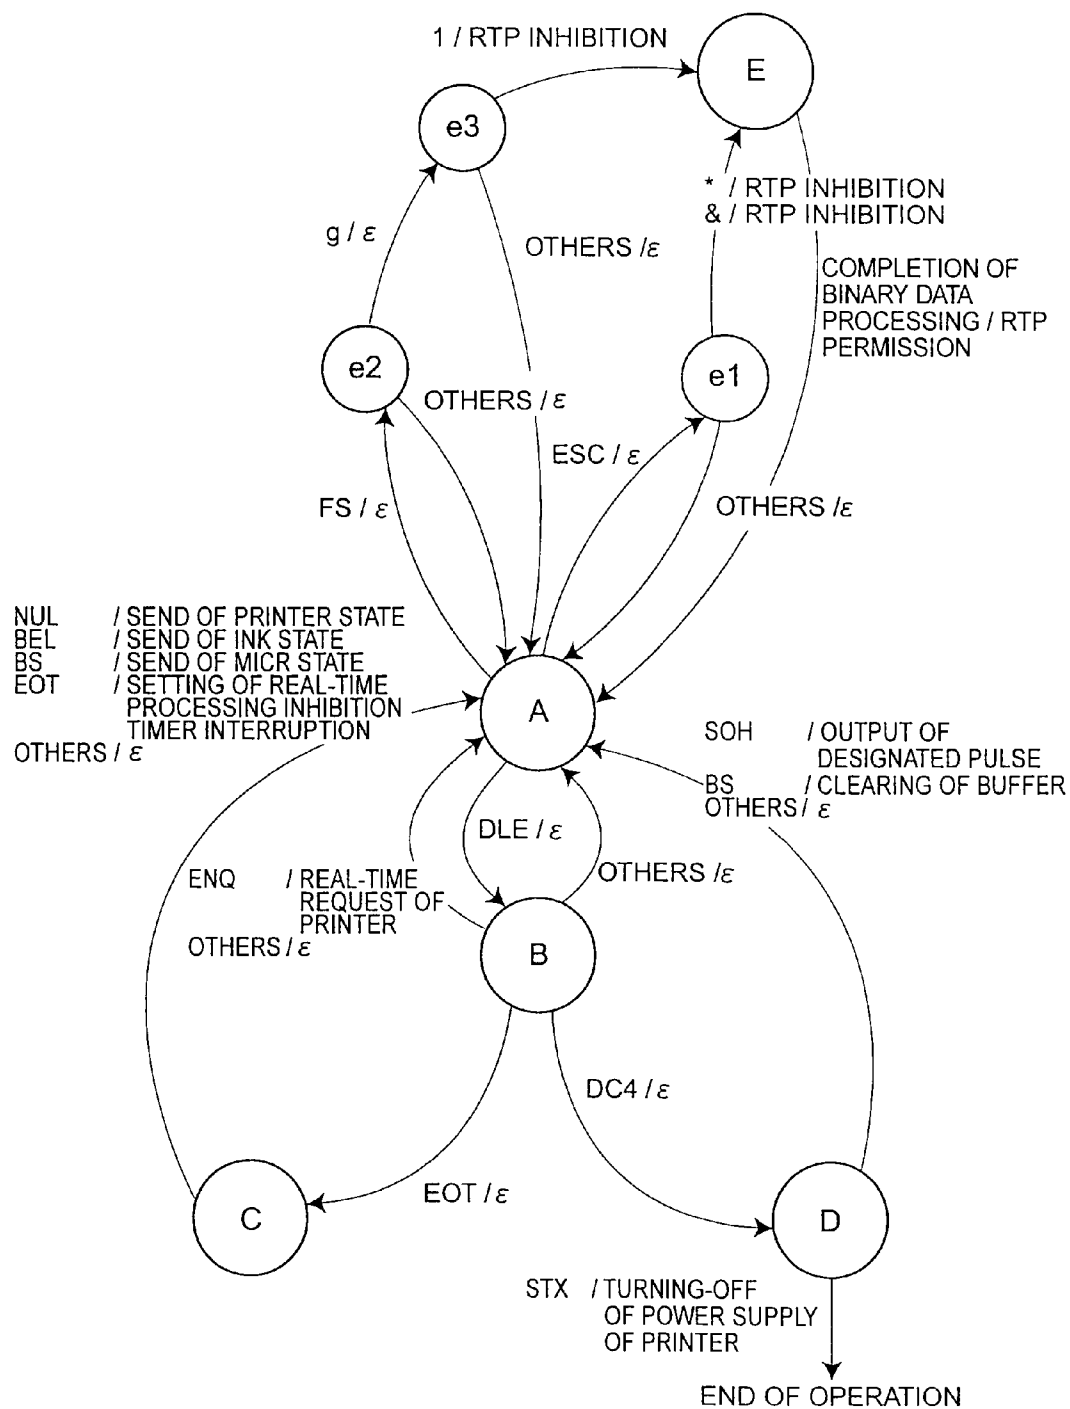 1 / RTP INHIBITION
E
e3
* / RTP INHIBITION
& / RTP INHIBITION
g / ε
OTHERS /ε
COMPLETION OF
BINARY DATA
PROCESSING / RTP
PERMISSION
e2
e1
OTHERS / ε
ESC / ε
FS / ε
OTHERS /ε
NUL / SEND OF PRINTER STATE
BEL / SEND OF INK STATE
BS / SEND OF MICR STATE
EOT / SETTING OF REAL-TIME
PROCESSING INHIBITION
TIMER INTERRUPTION
OTHERS / ε
A
SOH / OUTPUT OF
DESIGNATED PULSE
BS / CLEARING OF BUFFER
OTHERS / ε
DLE / ε
ENQ / REAL-TIME
REQUEST OF
PRINTER
OTHERS / ε
OTHERS /ε
B
DC4 / ε
EOT / ε
C
D
STX / TURNING-OFF
OF POWER SUPPLY
OF PRINTER
END OF OPERATION